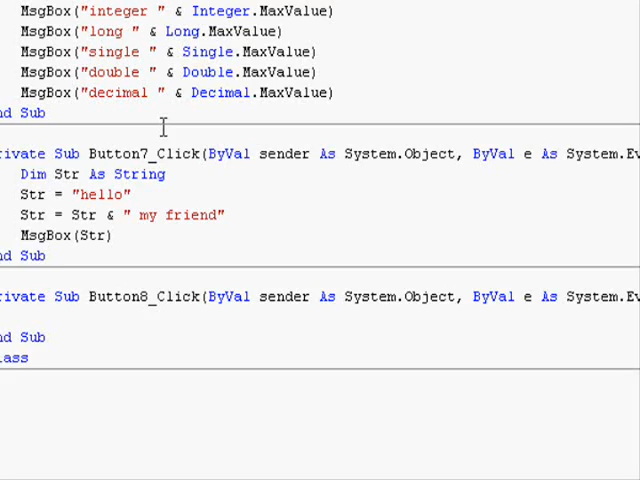 MsgBox("integer " & Integer.MaxValue)
MsgBox("long " & Long.MaxValue)
MsgBox("single " & Single.MaxValue)
MsgBox("double " & Double.MaxValue)
MsgBox("decimal " & Decimal.MaxValue)
nd Sub
rivate Sub Button7_Click(ByVal sender As System.Object, ByVal e As System.Ev
Dim Str As String
Str = "hello"
Str = Str & " my friend"
MsgBox(Str)
nd Sub
rivate Sub Button8_Click(ByVal sender As System.Object, ByVal e As System.Ev
nd Sub
lass